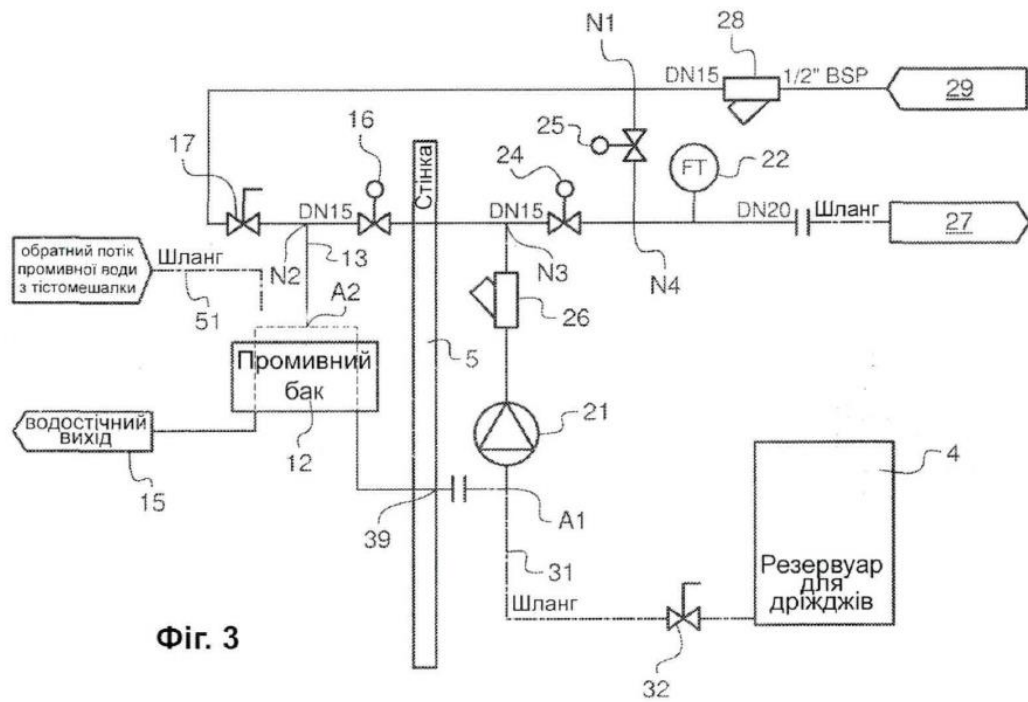 N1
28
DN15
1/2" BSP
29
25
16
17
24
22
FT
Стінка
DN15
DN15
DN20
Шланг
27
обратний потік
промивної води
з тістомешалки
Шланг
N2
13
N3
N4
51
A2
26
5
Промивний
бак
21
ВОДОСТІЧНИЙ
ВИХІД
12
4
15
39
A1
31
Резервуар
для
дріжджів
Шланг
Фіг. 3
32